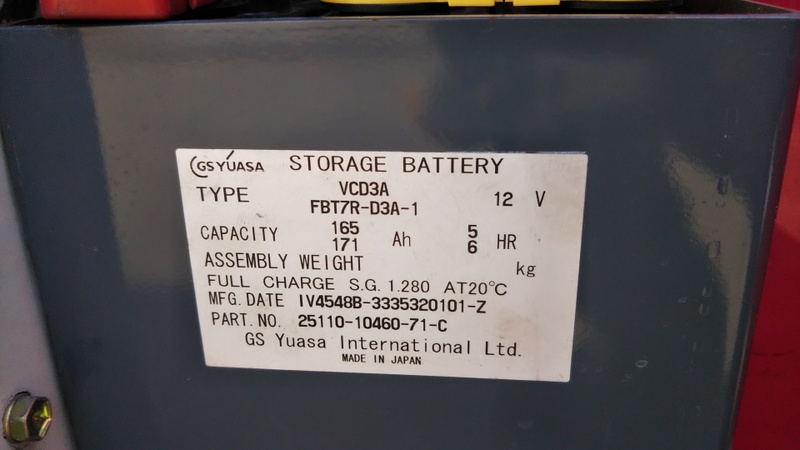 GS YUASA STORAGE BATTERY
TYPE VCD3A 12 V
FBT7R-D3A-1
CAPACITY 165 Ah 5 HR
171 6
ASSEMBLY WEIGHT kg
FULL CHARGE S.G. 1.280 AT20℃
MFG. DATE IV4548B-3335320101-Z
PART. NO. 25110-10460-71-C
GS Yuasa International Ltd.
MADE IN JAPAN